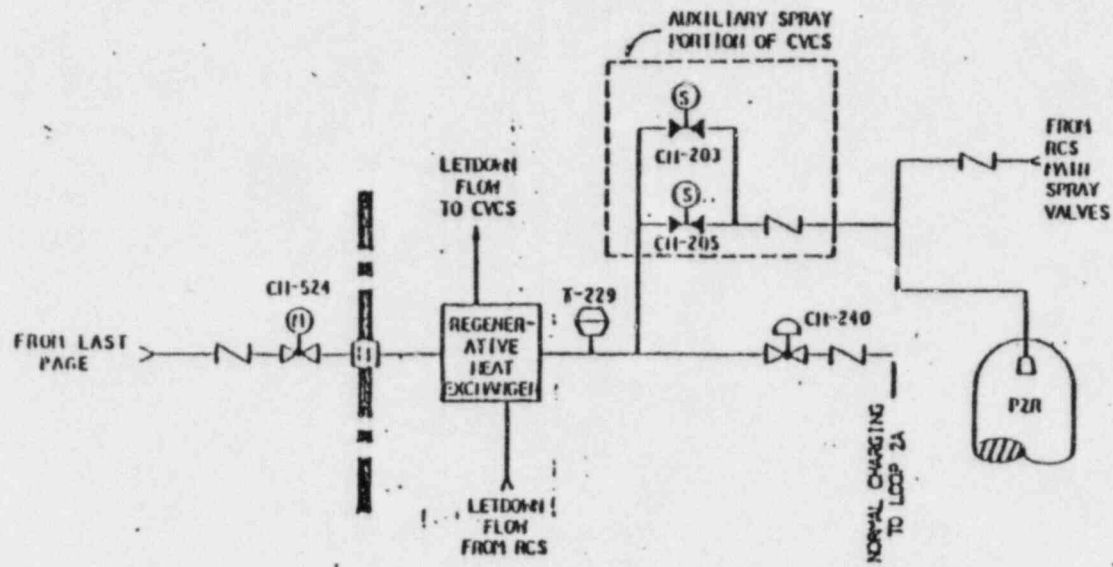 AUXILIARY SPRAY
PORTION OF CVCS
S
CH-203
S
CH-205
FROM
RCS
MAIN
SPRAY
VALVES
LETDOWN
FLOW
TO CVCS
CH-524
M
FROM LAST
PAGE
REGENER-
ATIVE
HEAT
EXCHANGER
T-229
CH-240
NORMAL CHARGING
TO LOOP 2A
PZR
LETDOWN
FLOW
FROM RCS